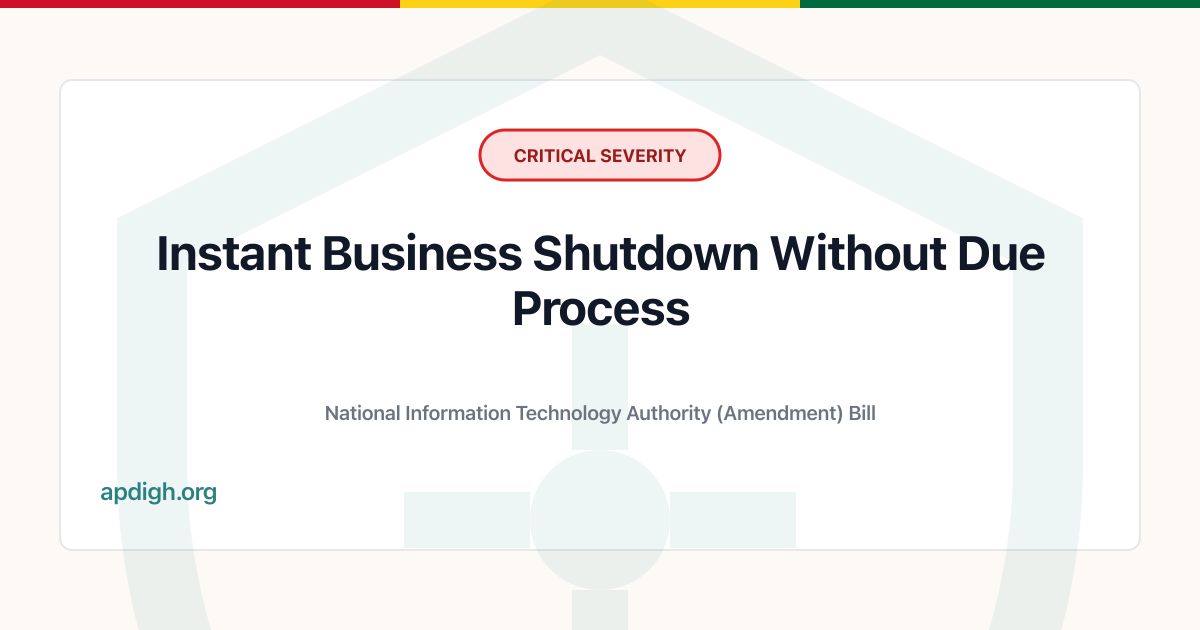 CRITICAL SEVERITY
Instant Business Shutdown Without Due
Process
National Information Technology Authority (Amendment) Bill
apdigh.org